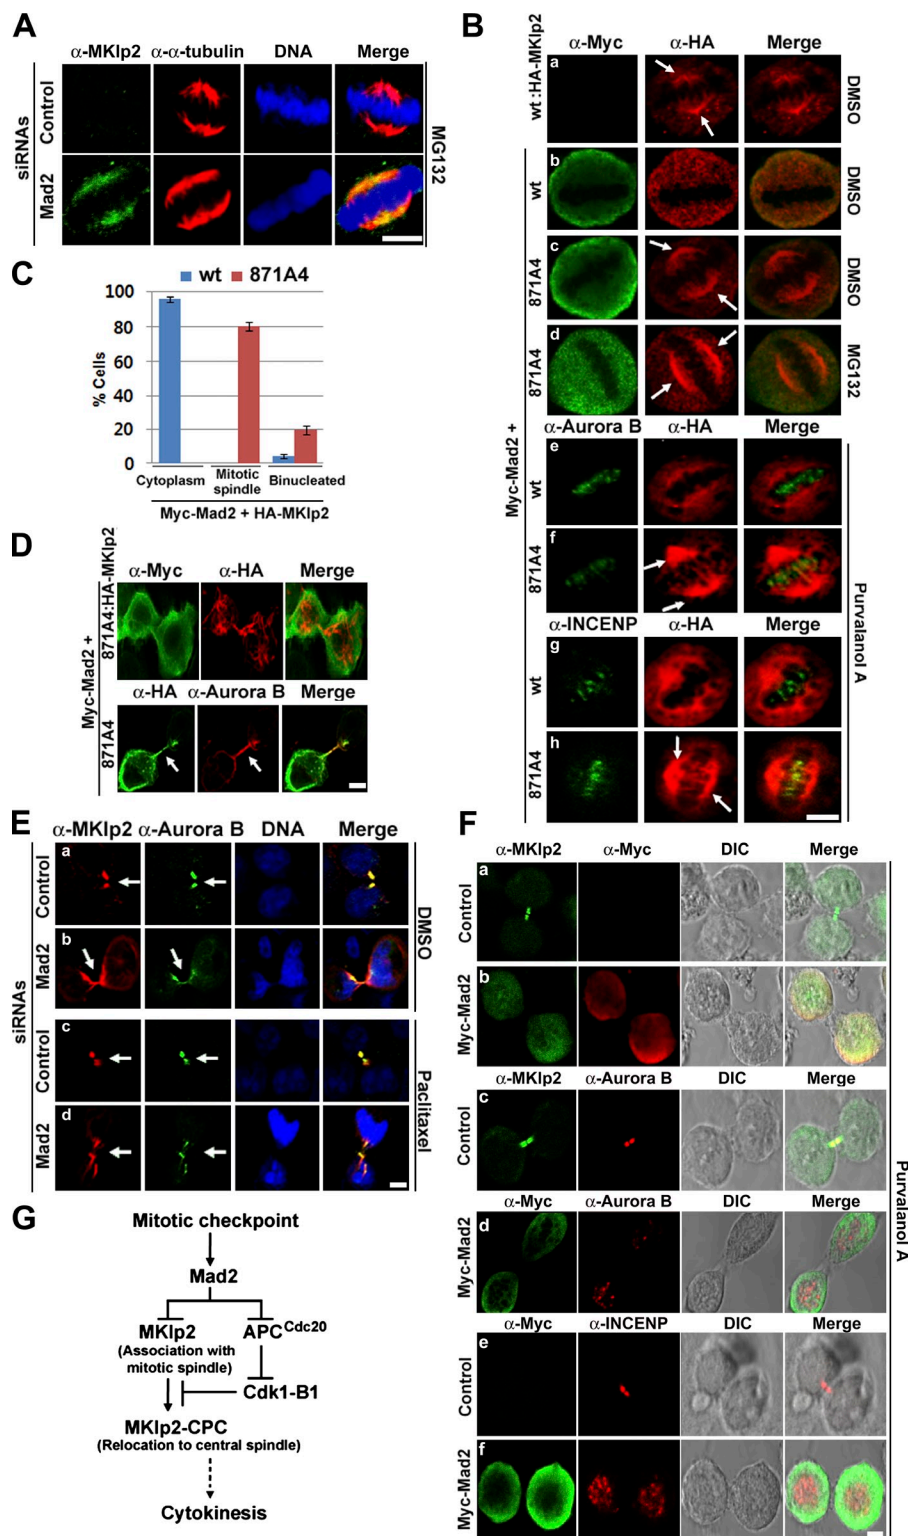 A
α-MKlp2 α-α-tubulin DNA Merge
siRNAs
Control
Mad2
MG132
B
α-Myc α-HA Merge
wt :HA-MKlp2
a
DMSO
Myc-Mad2 +
b
wt
DMSO
c
871A4
DMSO
d
871A4
MG132
α-Aurora B α-HA Merge
e
wt
f
871A4
α-INCENP α-HA Merge
g
wt
h
871A4
Purvalanol A
C
wt 871A4
% Cells
100
80
60
40
20
0
Cytoplasm Mitotic spindle Binucleated
Myc-Mad2 + HA-MKlp2
D
α-Myc α-HA Merge
Myc-Mad2 +
871A4:HA-MKlp2
α-HA α-Aurora B Merge
871A4
E
α-MKlp2 α-Aurora B DNA Merge
siRNAs
a
Control
b
Mad2
DMSO
c
Control
d
Mad2
Paclitaxel
F
α-MKlp2 α-Myc DIC Merge
a
Control
b
Myc-Mad2
α-MKlp2 α-Aurora B DIC Merge
c
Control
α-Myc α-Aurora B DIC Merge
d
Myc-Mad2
α-Myc α-INCENP DIC Merge
e
Control
f
Myc-Mad2
Purvalanol A
G
Mitotic checkpoint
Mad2
MKlp2 APC^Cdc20
(Association with
mitotic spindle)
Cdk1-B1
MKlp2-CPC
(Relocation to central spindle)
Cytokinesis